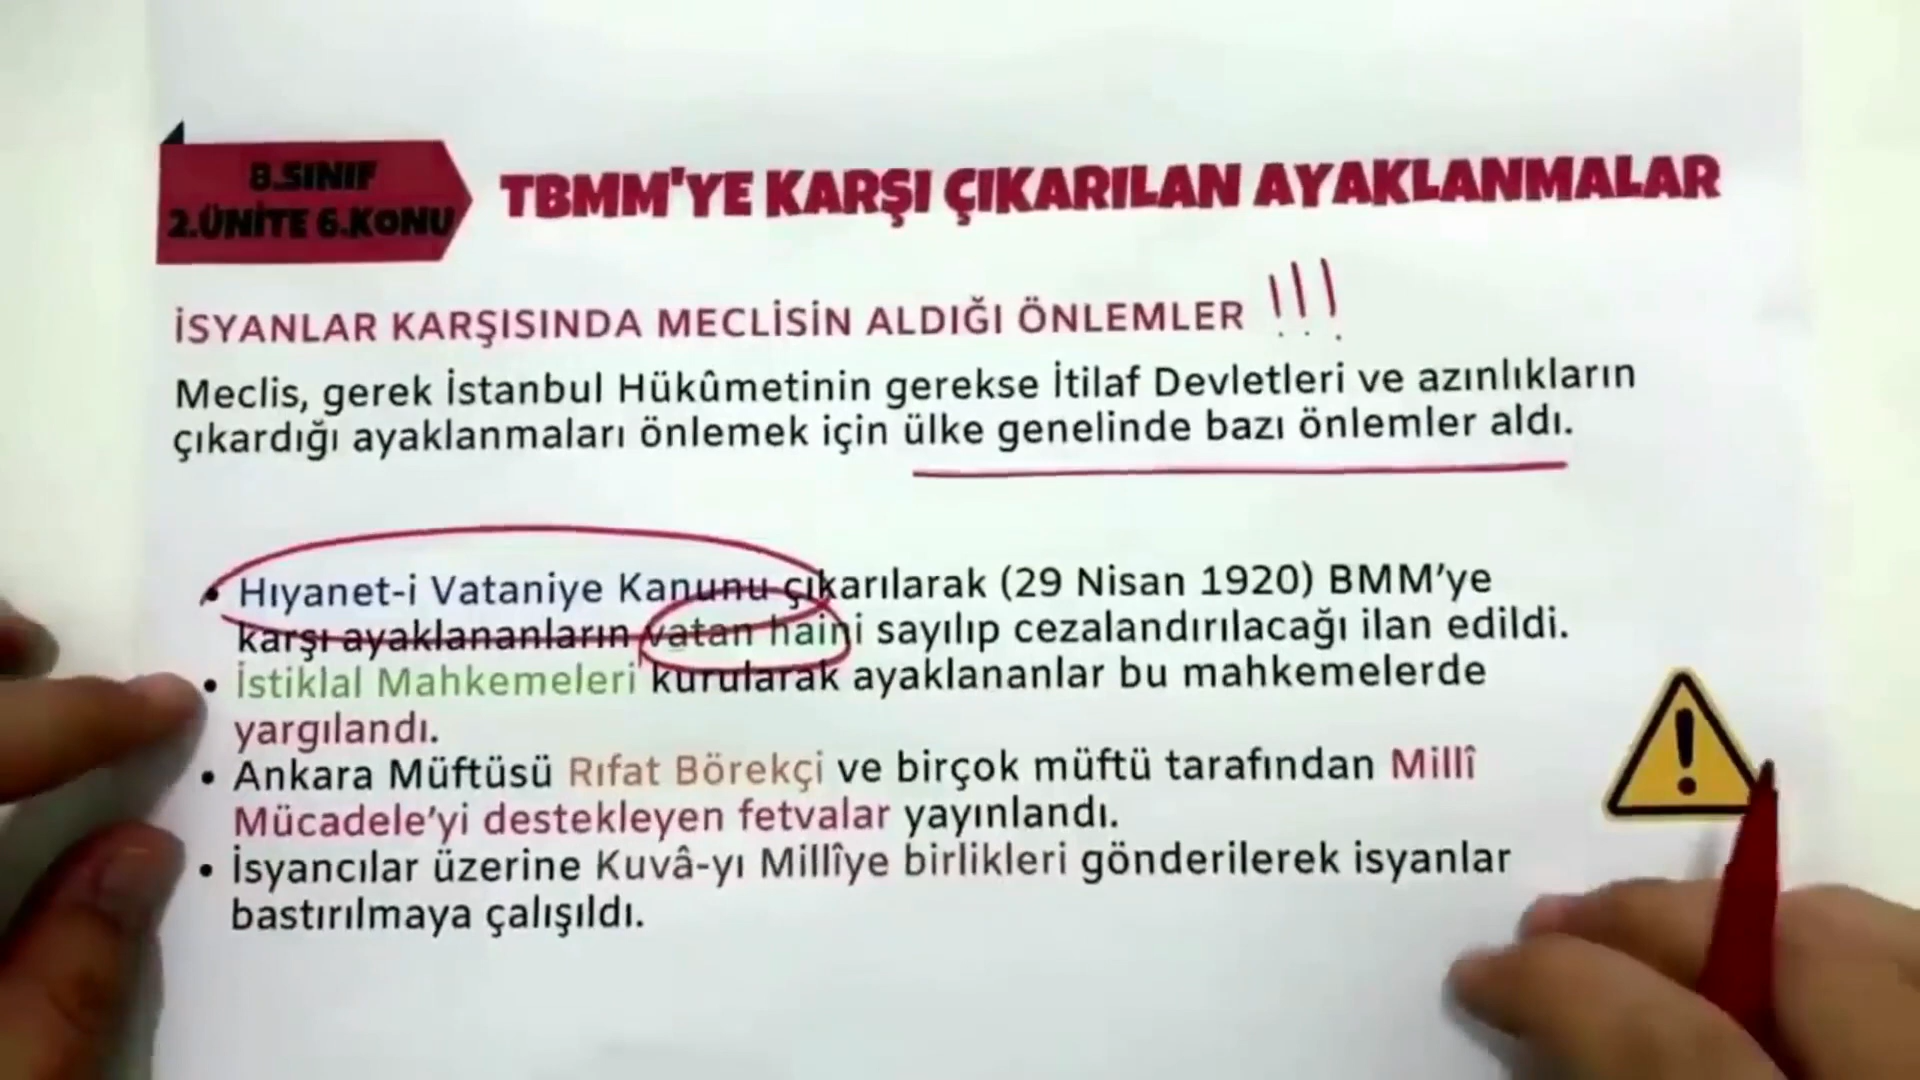 8.SINIF
2.ÜNİTE 6.KONU
TBMM'YE KARŞI ÇIKARILAN AYAKLANMALAR
İSYANLAR KARŞISINDA MECLİSİN ALDIĞI ÖNLEMLER !!!
Meclis, gerek İstanbul Hükûmetinin gerekse İtilaf Devletleri ve azınlıkların
çıkardığı ayaklanmaları önlemek için ülke genelinde bazı önlemler aldı.
• Hıyanet-i Vataniye Kanunu çıkarılarak (29 Nisan 1920) BMM’ye
karşı ayaklananların vatan haini sayılıp cezalandırılacağı ilan edildi.
• İstiklal Mahkemeleri kurularak ayaklananlar bu mahkemelerde
yargılandı.
• Ankara Müftüsü Rıfat Börekçi ve birçok müftü tarafından Millî
Mücadele’yi destekleyen fetvalar yayınlandı.
• İsyancılar üzerine Kuvâ-yı Millîye birlikleri gönderilerek isyanlar
bastırılmaya çalışıldı.